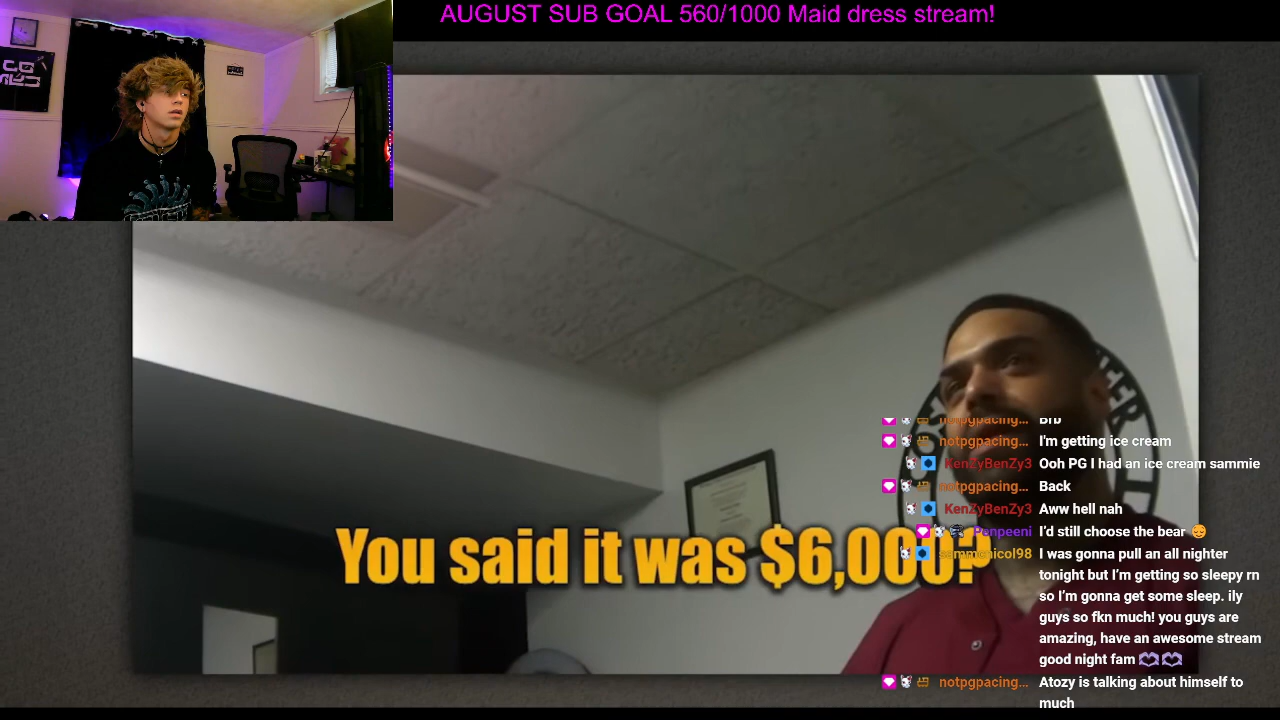 AUGUST SUB GOAL 560/1000 Maid dress stream!
notpgpacing... Brb
notpgpacing... I'm getting ice cream
KenZyBenZy3 Ooh PG I had an ice cream sammie
notpgpacing... Back
KenZyBenZy3 Aww hell nah
Penpeeni I'd still choose the bear 😔
You said it was $6,000?
sammcnicol98 I was gonna pull an all nighter
tonight but I'm getting so sleepy rn
so I'm gonna get some sleep. ily
guys so fkn much! you guys are
amazing, have an awesome stream
good night fam 🫶🫶
notpgpacing... Atozy is talking about himself to
much